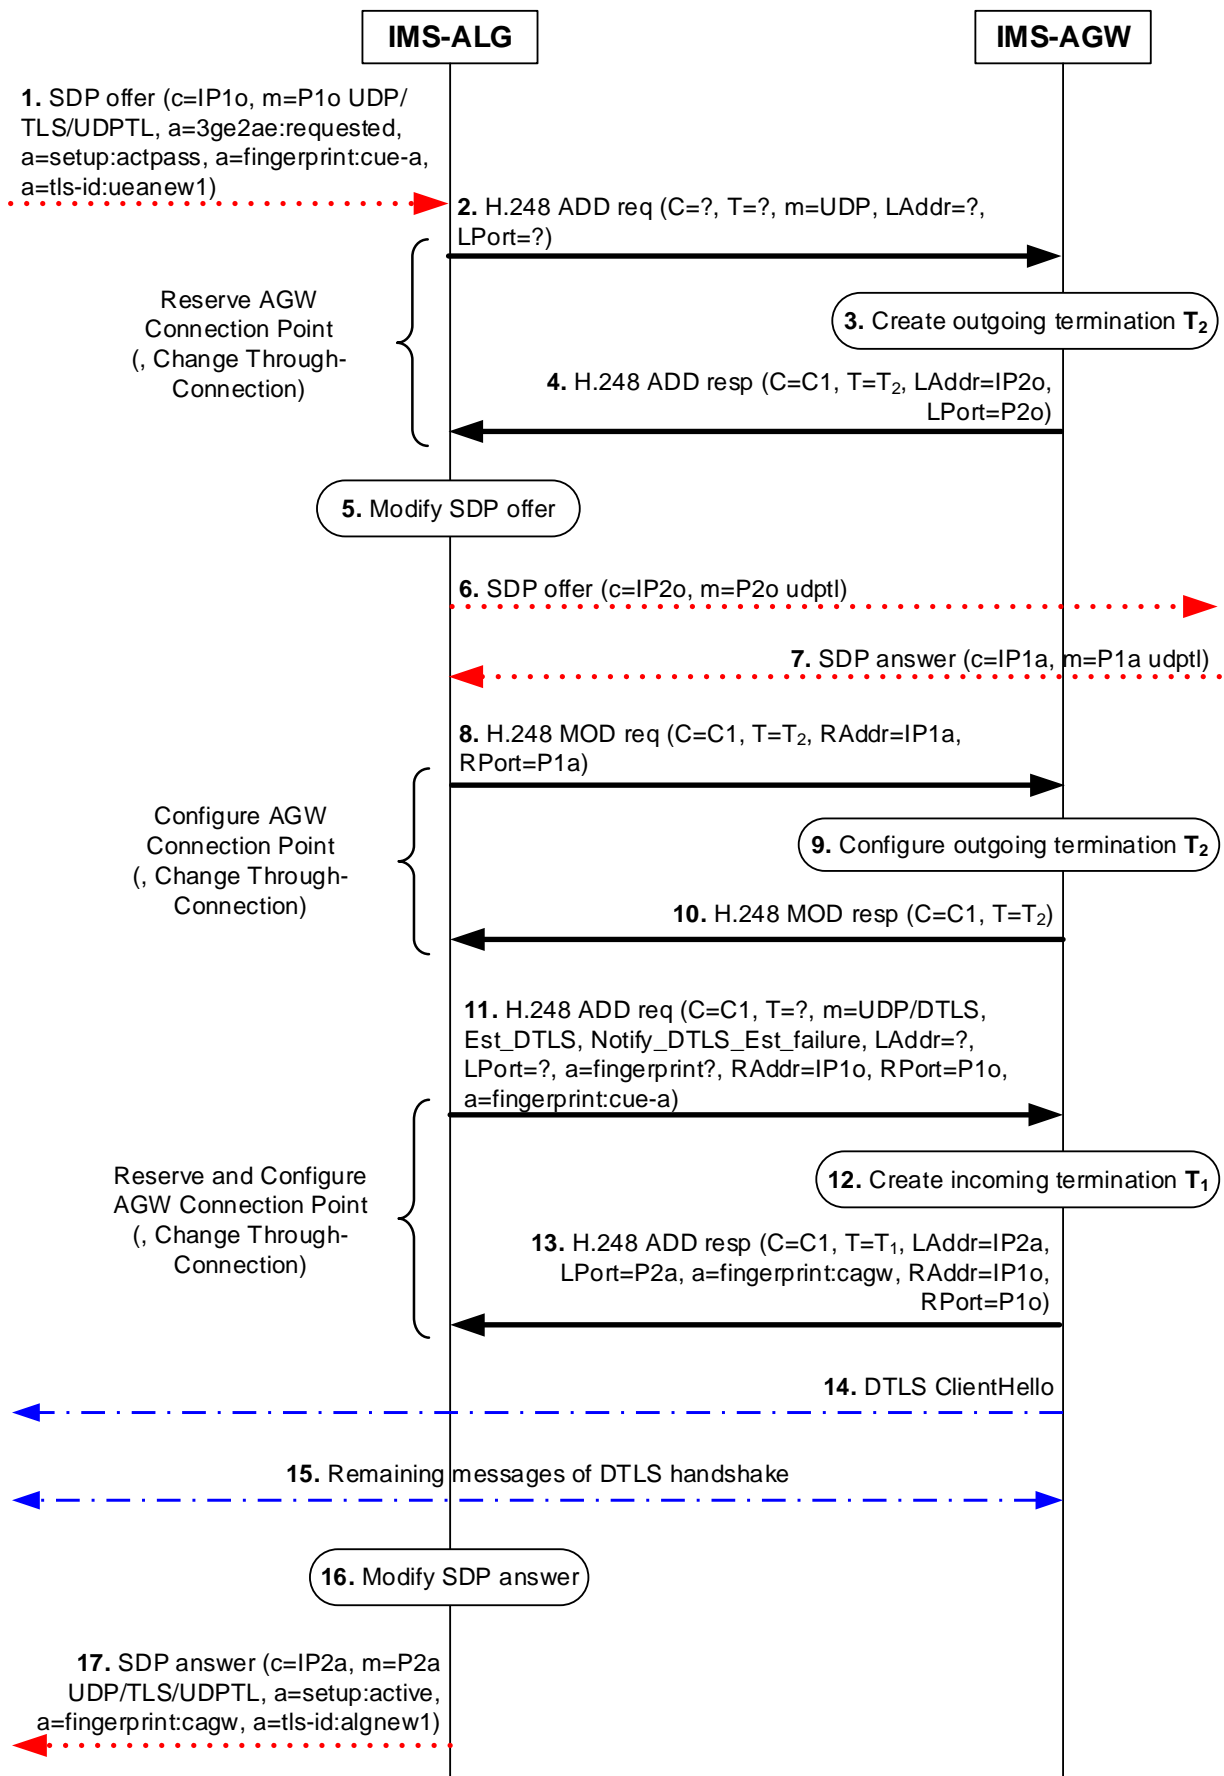 IMS-ALG
IMS-AGW
1. SDP offer (c=IP1o, m=P1o UDP/
TLS/UDPTL, a=3ge2ae:requested,
a=setup:actpass, a=fingerprint:cue-a,
a=tls-id:ueanew1)
2. H.248 ADD req (C=?, T=?, m=UDP, LAddr=?,
LPort=?)
Reserve AGW
Connection Point
(, Change Through-
Connection)
3. Create outgoing termination T2
4. H.248 ADD resp (C=C1, T=T2, LAddr=IP2o,
LPort=P2o)
5. Modify SDP offer
6. SDP offer (c=IP2o, m=P2o udptl)
7. SDP answer (c=IP1a, m=P1a udptl)
8. H.248 MOD req (C=C1, T=T2, RAddr=IP1a,
RPort=P1a)
Configure AGW
Connection Point
(, Change Through-
Connection)
9. Configure outgoing termination T2
10. H.248 MOD resp (C=C1, T=T2)
11. H.248 ADD req (C=C1, T=?, m=UDP/DTLS,
Est_DTLS, Notify_DTLS_Est_failure, LAddr=?,
LPort=?, a=fingerprint?, RAddr=IP1o, RPort=P1o,
a=fingerprint:cue-a)
Reserve and Configure
AGW Connection Point
(, Change Through-
Connection)
12. Create incoming termination T1
13. H.248 ADD resp (C=C1, T=T1, LAddr=IP2a,
LPort=P2a, a=fingerprint:cagw, RAddr=IP1o,
RPort=P1o)
14. DTLS ClientHello
15. Remaining messages of DTLS handshake
16. Modify SDP answer
17. SDP answer (c=IP2a, m=P2a
UDP/TLS/UDPTL, a=setup:active,
a=fingerprint:cagw, a=tls-id:algnew1)